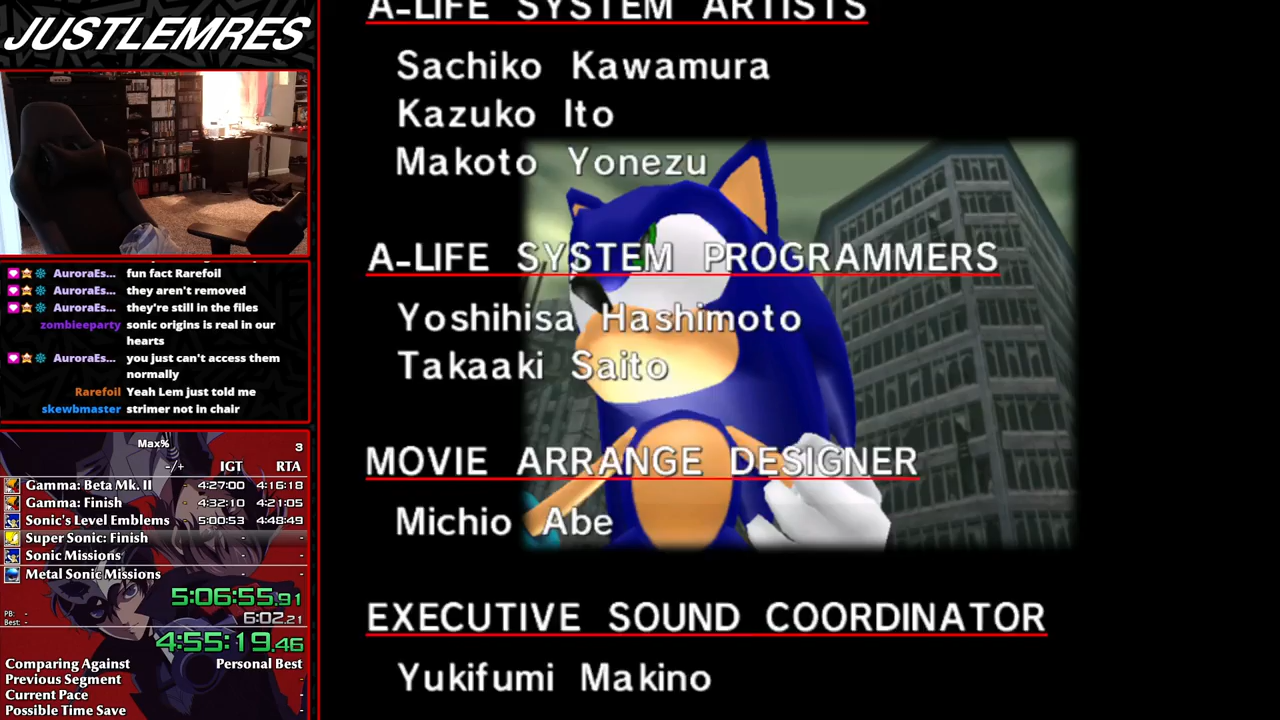 JUSTLEMRES
AuroraEs... fun fact Rarefoil
AuroraEs... they aren't removed
AuroraEs... they're still in the files
zombieeparty sonic origins is real in our
hearts
AuroraEs... you just can't access them
normally
Rarefoil Yeah Lem just told me
skewbmaster strimer not in chair
Max% 3
-/+ IGT RTA
Gamma: Beta Mk. II - 4:27:00 4:16:18
Gamma: Finish - 4:32:10 4:21:05
Sonic's Level Emblems - 5:00:53 4:48:49
Super Sonic: Finish - -
Sonic Missions - -
Metal Sonic Missions - -
5:06:55.91
PB: -
Best: -
6:02.21
4:55:19.46
Comparing Against Personal Best
Previous Segment -
Current Pace -
Possible Time Save -
A-LIFE SYSTEM ARTISTS
Sachiko Kawamura
Kazuko Ito
Makoto Yonezu
A-LIFE SYSTEM PROGRAMMERS
Yoshihisa Hashimoto
Takaaki Saito
MOVIE ARRANGE DESIGNER
Michio Abe
EXECUTIVE SOUND COORDINATOR
Yukifumi Makino